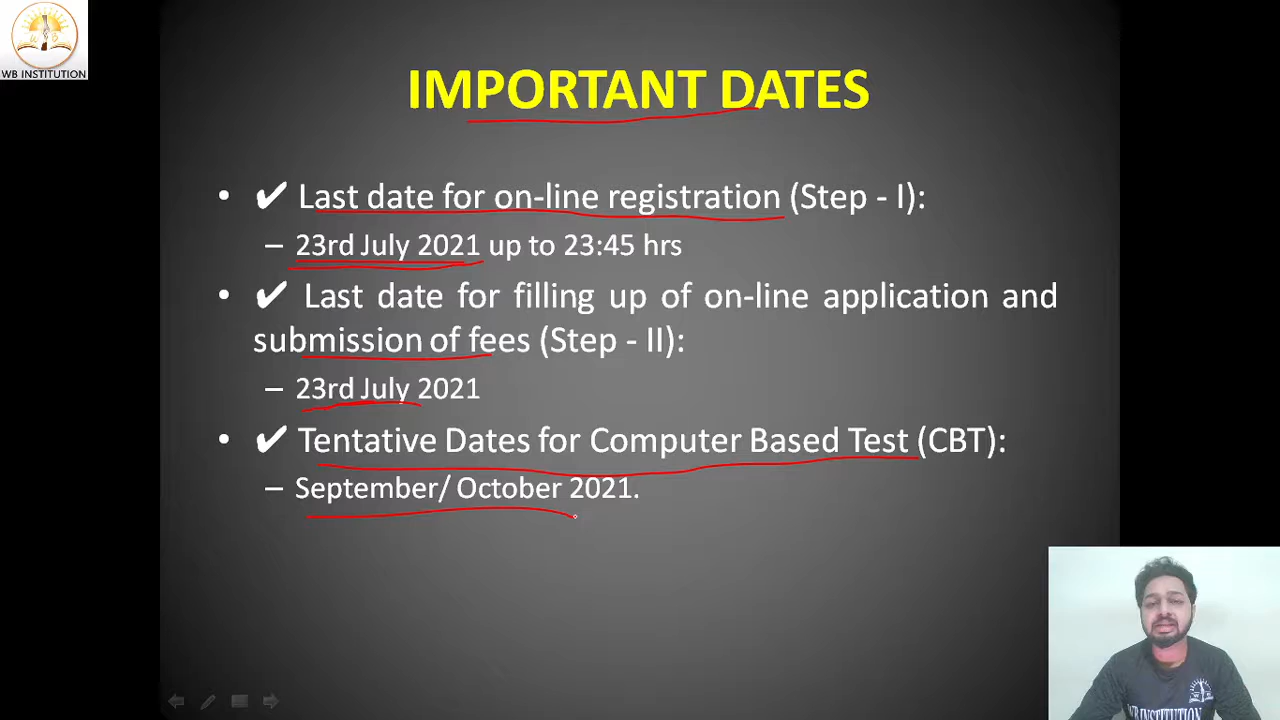 WB INSTITUTION
IMPORTANT DATES
• ✔ Last date for on-line registration (Step - I):
– 23rd July 2021 up to 23:45 hrs
• ✔ Last date for filling up of on-line application and
submission of fees (Step - II):
– 23rd July 2021
• ✔ Tentative Dates for Computer Based Test (CBT):
– September/ October 2021.
WB INSTITUTION